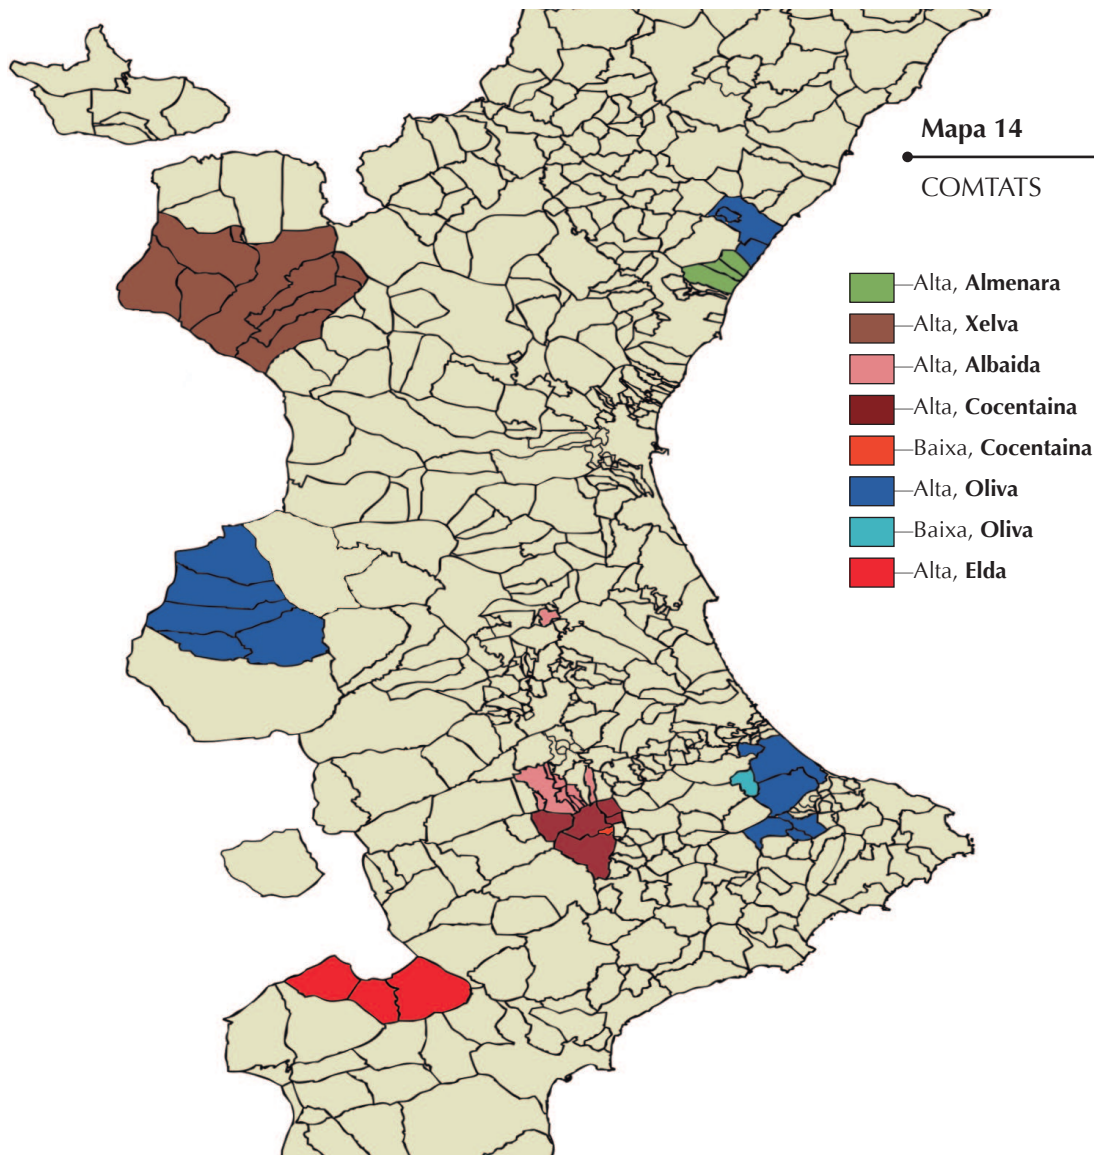 Mapa 14
COMTATS
Alta, Almenara
Alta, Xelva
Alta, Albaida
Alta, Cocentaina
Baixa, Cocentaina
Alta, Oliva
Baixa, Oliva
Alta, Elda